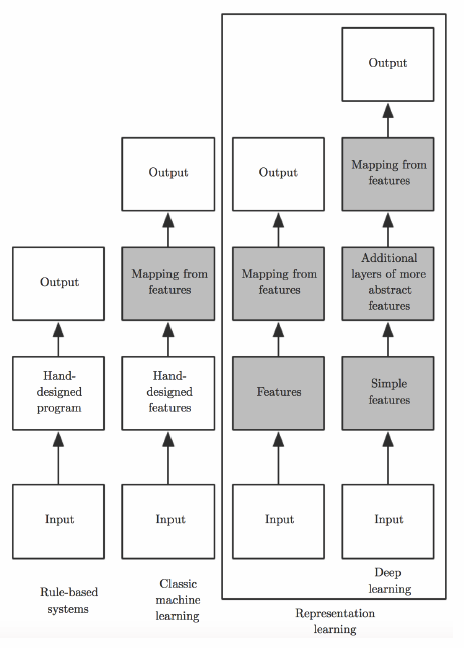 Output
Hand-
designed
program
Input
Rule-based
systems
Output
Mapping from
features
Hand-
designed
features
Input
Classic
machine
learning
Output
Mapping from
features
Features
Input
Output
Mapping from
features
Additional
layers of more
abstract
features
Simple
features
Input
Deep
learning
Representation
learning